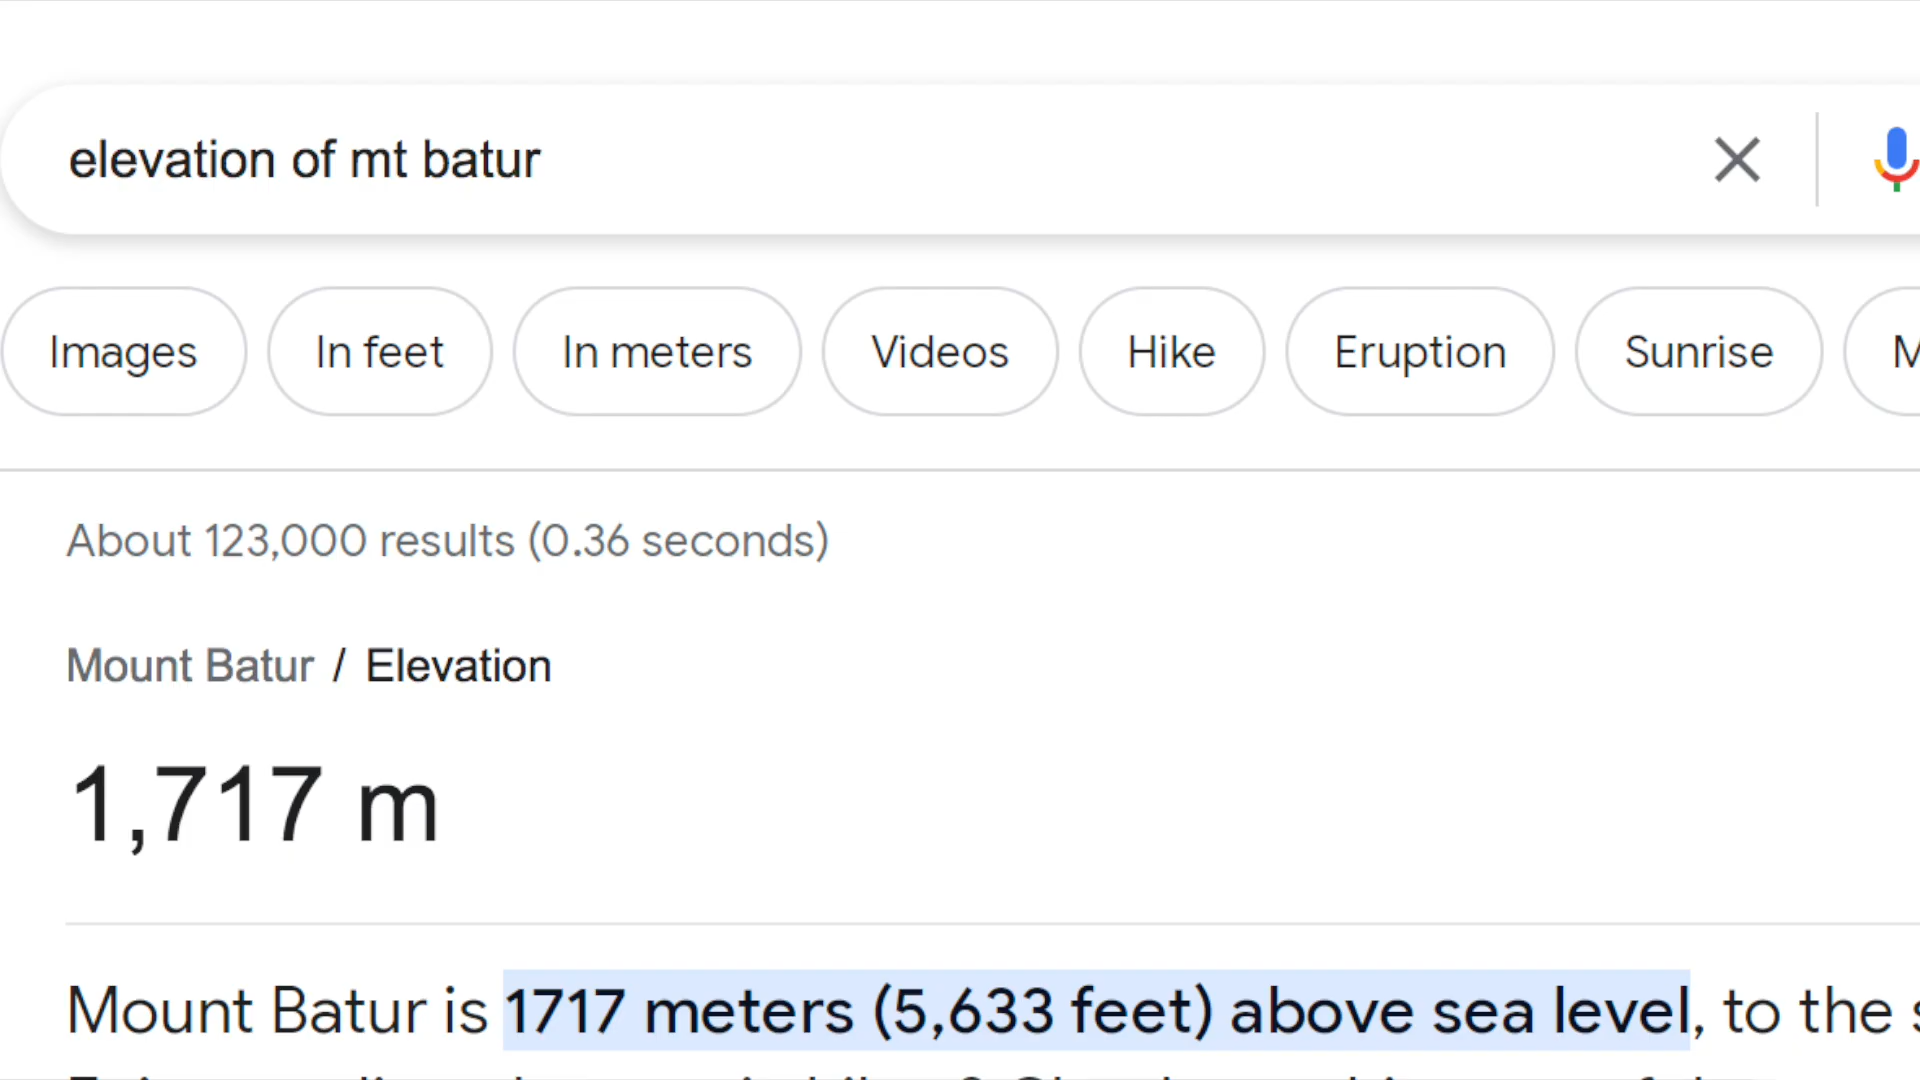 elevation of mt batur
Images In feet In meters Videos Hike Eruption Sunrise
About 123,000 results (0.36 seconds)
Mount Batur / Elevation
1,717 m
Mount Batur is 1717 meters (5,633 feet) above sea level, to the